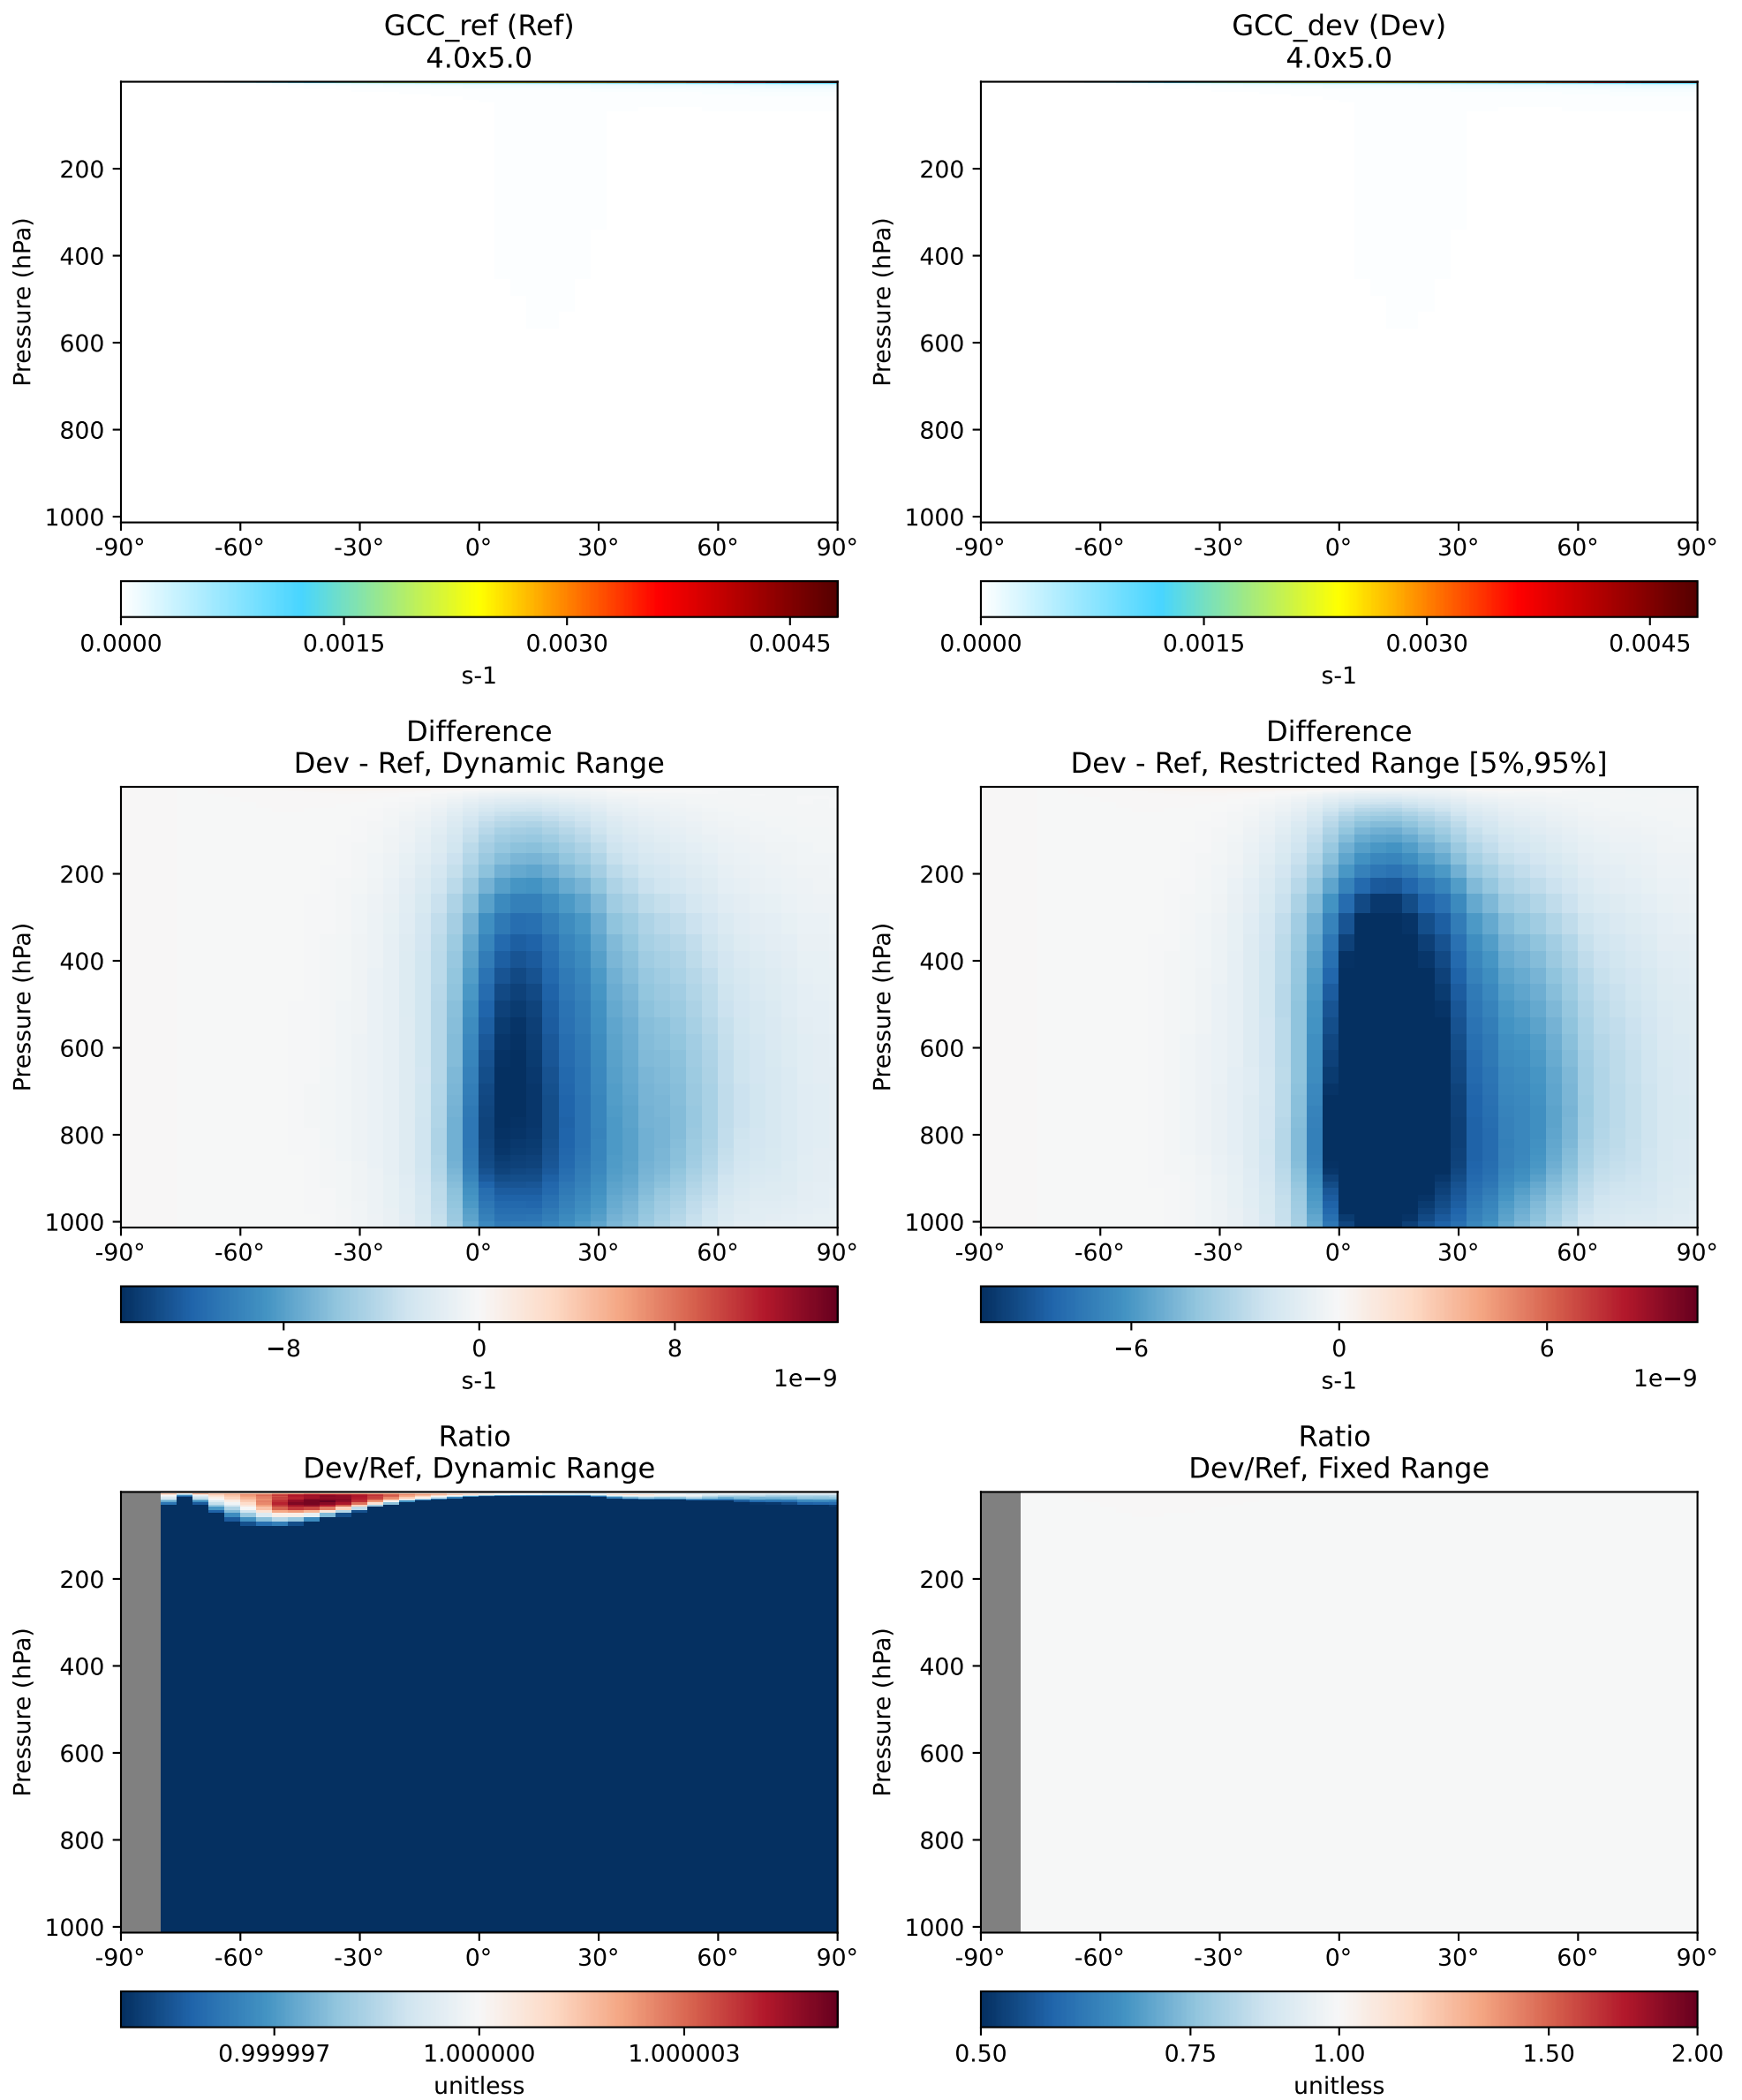 GCC_ref (Ref)
4.0x5.0
Pressure (hPa)
200
400
600
800
1000
-90° -60° -30° 0° 30° 60° 90°
0.0000 0.0015 0.0030 0.0045
s-1
GCC_dev (Dev)
4.0x5.0
Pressure (hPa)
200
400
600
800
1000
-90° -60° -30° 0° 30° 60° 90°
0.0000 0.0015 0.0030 0.0045
s-1
Difference
Dev - Ref, Dynamic Range
Pressure (hPa)
200
400
600
800
1000
-90° -60° -30° 0° 30° 60° 90°
−8 0 8
s-1 1e−9
Difference
Dev - Ref, Restricted Range [5%,95%]
Pressure (hPa)
200
400
600
800
1000
-90° -60° -30° 0° 30° 60° 90°
−6 0 6
s-1 1e−9
Ratio
Dev/Ref, Dynamic Range
Pressure (hPa)
200
400
600
800
1000
-90° -60° -30° 0° 30° 60° 90°
0.999997 1.000000 1.000003
unitless
Ratio
Dev/Ref, Fixed Range
Pressure (hPa)
200
400
600
800
1000
-90° -60° -30° 0° 30° 60° 90°
0.50 0.75 1.00 1.50 2.00
unitless